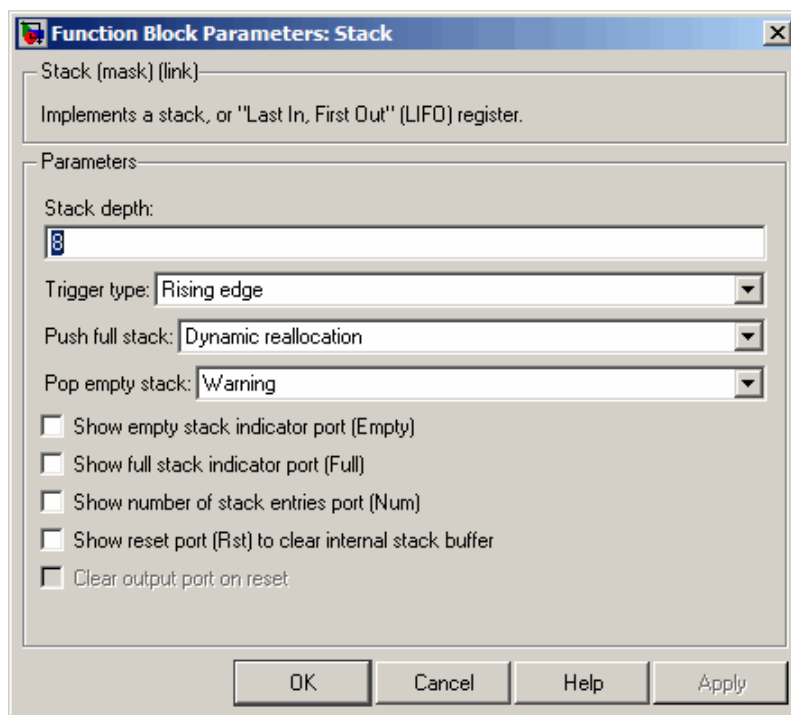 Function Block Parameters: Stack
Stack (mask) (link)
Implements a stack, or "Last In, First Out" (LIFO) register.
Parameters
Stack depth:
8
Trigger type: Rising edge
Push full stack: Dynamic reallocation
Pop empty stack: Warning
Show empty stack indicator port (Empty)
Show full stack indicator port (Full)
Show number of stack entries port (Num)
Show reset port (Rst) to clear internal stack buffer
Clear output port on reset
OK Cancel Help Apply